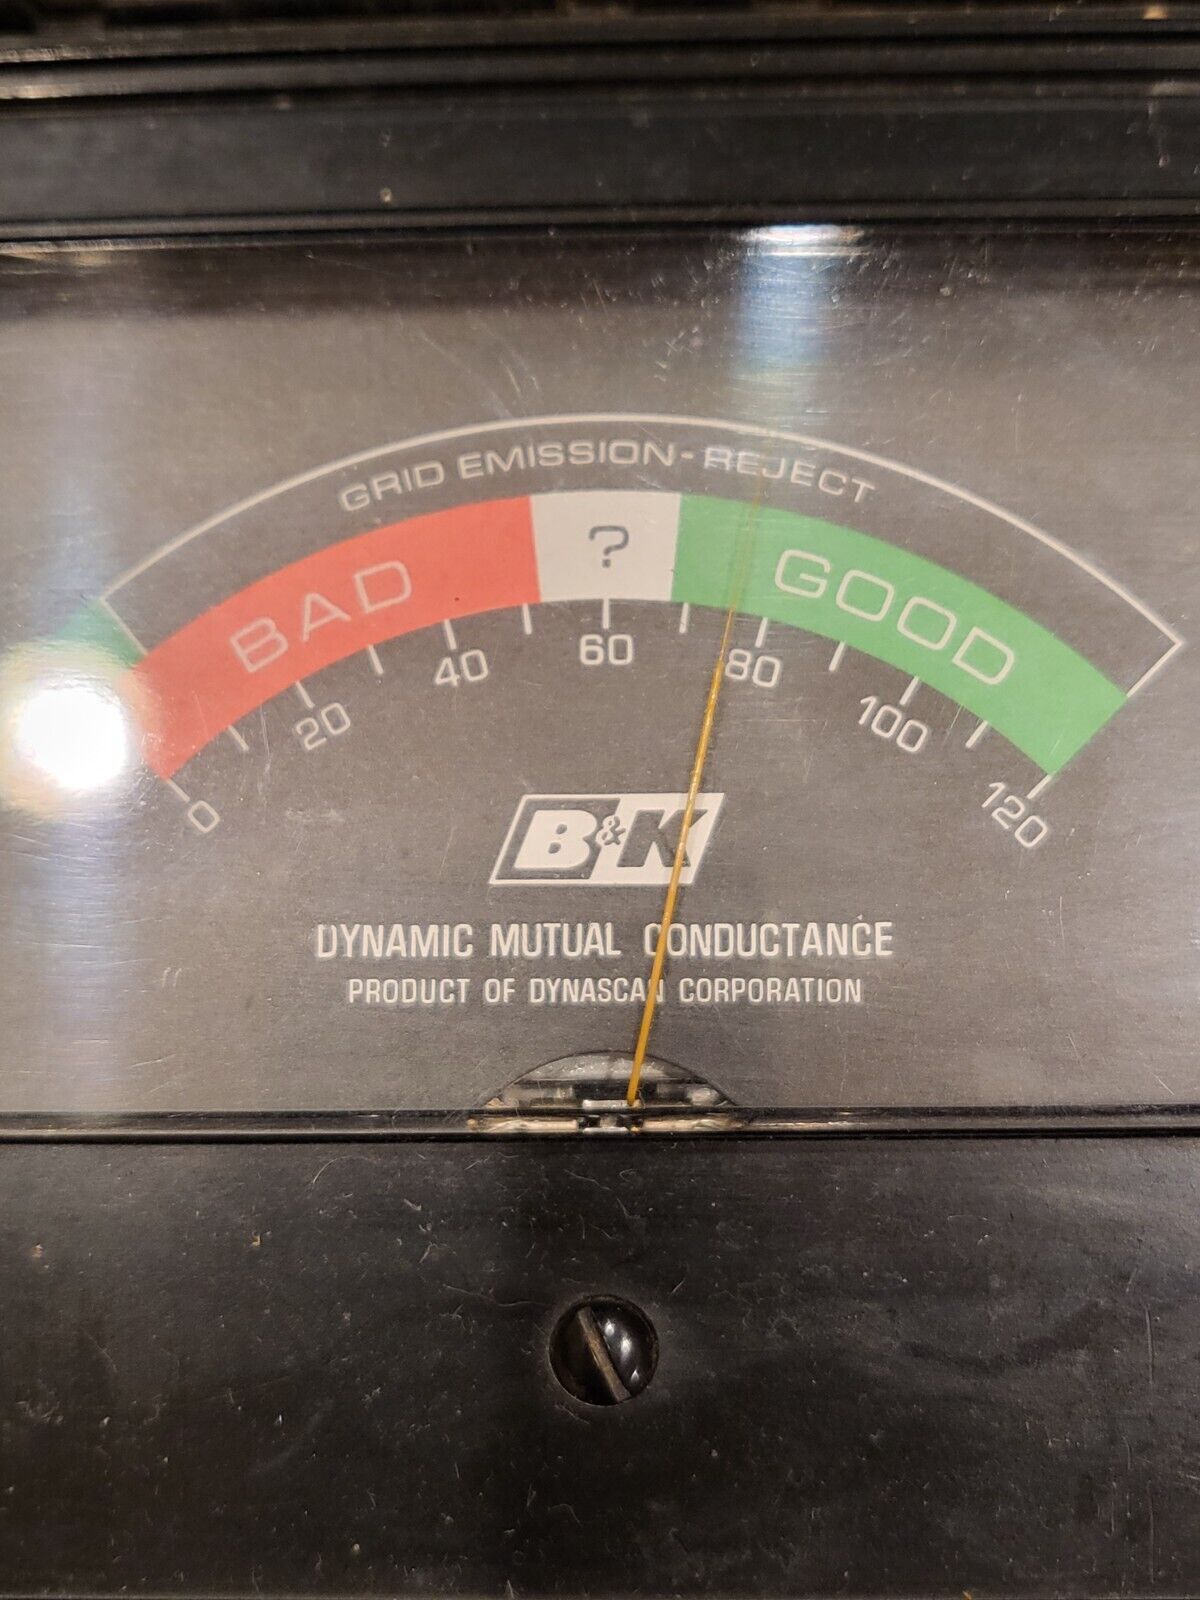 GRID EMISSION-REJECT
BAD ? GOOD
0 20 40 60 80 100 120
B&K
DYNAMIC MUTUAL CONDUCTANCE
PRODUCT OF DYNASCAN CORPORATION